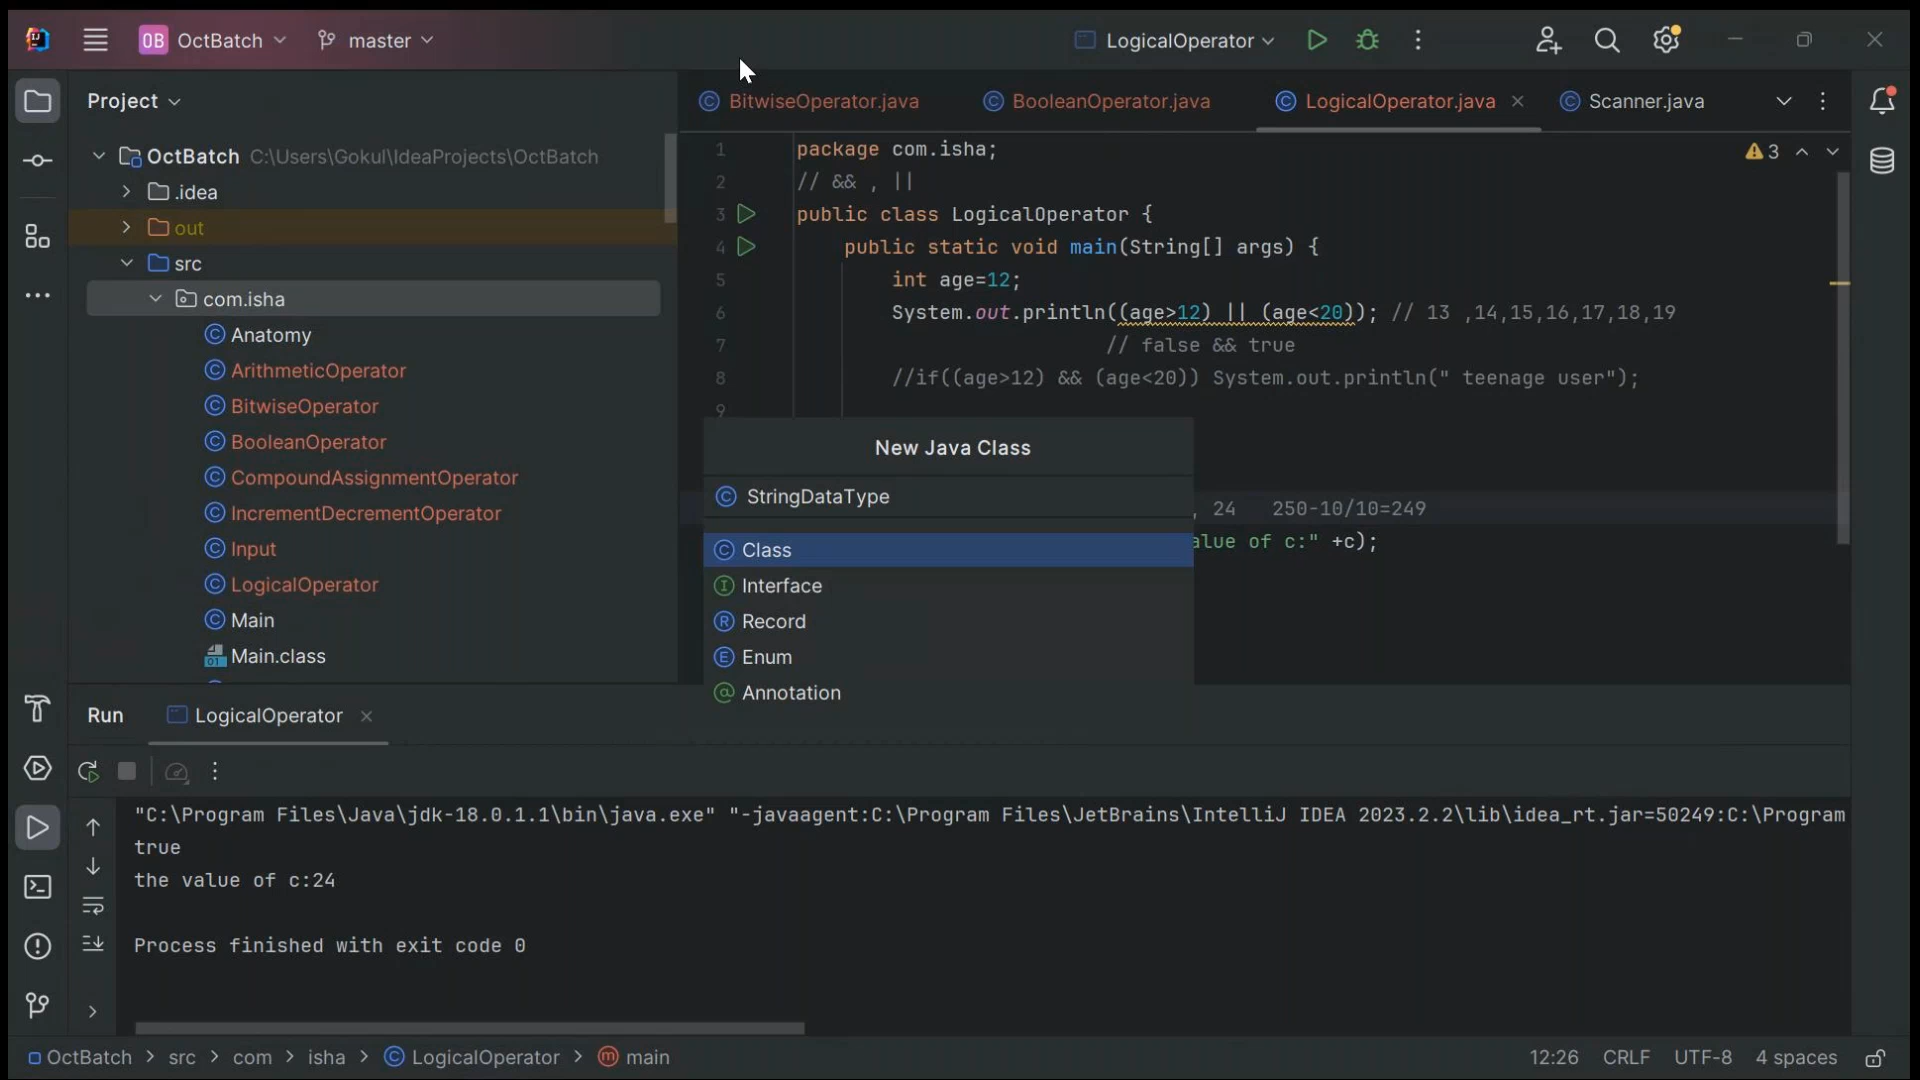 OB OctBatch master LogicalOperator
Project
BitwiseOperator.java BooleanOperator.java LogicalOperator.java Scanner.java
OctBatch C:\Users\Gokul\IdeaProjects\OctBatch
.idea
out
src
com.isha
Anatomy
ArithmeticOperator
BitwiseOperator
BooleanOperator
CompoundAssignmentOperator
IncrementDecrementOperator
Input
LogicalOperator
Main
Main.class
1 package com.isha;
2 // && , ||
3 public class LogicalOperator {
4 public static void main(String[] args) {
5 int age=12;
6 System.out.println((age>12) || (age<20)); // 13 ,14,15,16,17,18,19
7 // false && true
8 //if((age>12) && (age<20)) System.out.println(" teenage user");
9
3
New Java Class
StringDataType
, 24 250-10/10=249
alue of c:" +c);
Class
Interface
Record
Enum
Annotation
Run LogicalOperator
"C:\Program Files\Java\jdk-18.0.1.1\bin\java.exe" "-javaagent:C:\Program Files\JetBrains\IntelliJ IDEA 2023.2.2\lib\idea_rt.jar=50249:C:\Program
true
the value of c:24
Process finished with exit code 0
OctBatch > src > com > isha > LogicalOperator > main
12:26 CRLF UTF-8 4 spaces